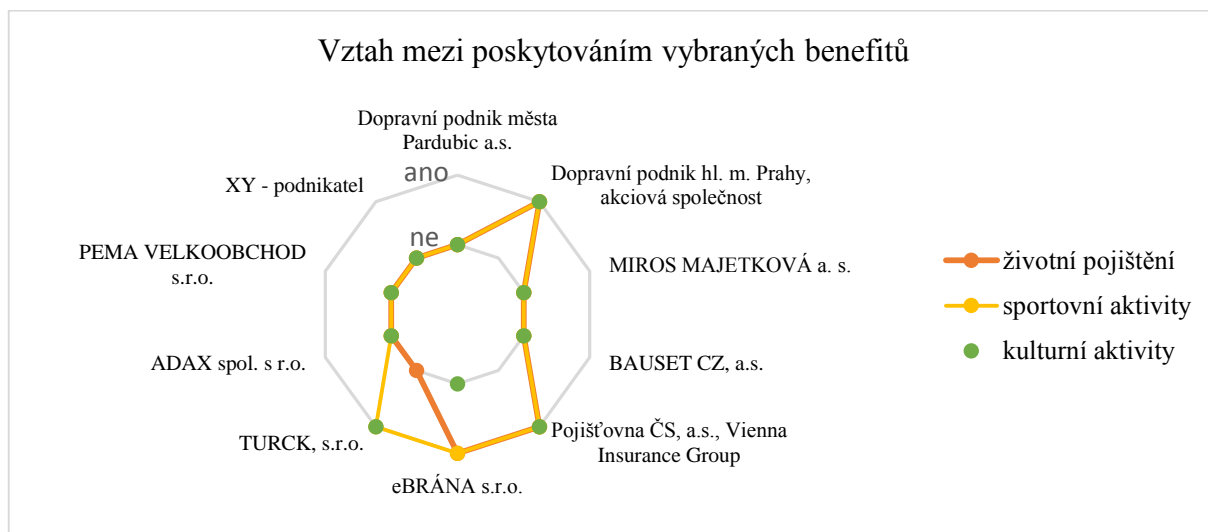 Vztah mezi poskytováním vybraných benefitů
Dopravní podnik města
Pardubic a.s.
ano
Dopravní podnik hl. m. Prahy,
akciová společnost
XY - podnikatel
ne
PEMA VELKOOBCHOD
s.r.o.
MIROS MAJETKOVÁ a. s.
životní pojištění
sportovní aktivity
kulturní aktivity
ADAX spol. s r.o.
BAUSET CZ, a.s.
TURCK, s.r.o.
Pojišťovna ČS, a.s., Vienna
Insurance Group
eBRÁNA s.r.o.